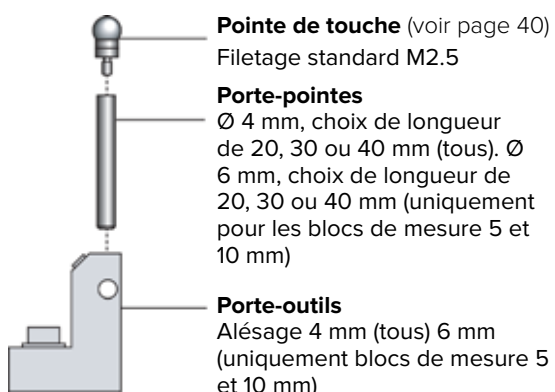 Pointe de touche (voir page 40)
Filetage standard M2.5
Porte-pointes
Ø 4 mm, choix de longueur
de 20, 30 ou 40 mm (tous). Ø
6 mm, choix de longueur de
20, 30 ou 40 mm (uniquement
pour les blocs de mesure 5 et
10 mm)
Porte-outils
Alésage 4 mm (tous) 6 mm
(uniquement blocs de mesure 5
et 10 mm)